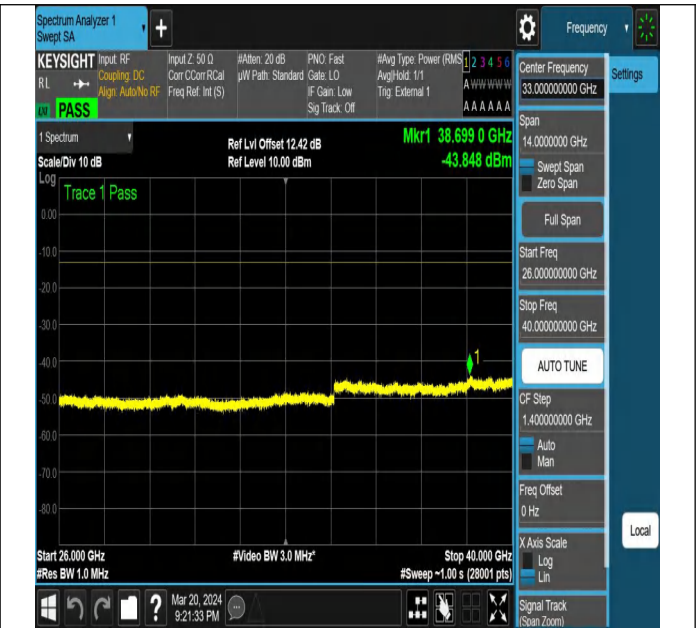 Spectrum Analyzer 1
Swept SA
+
Frequency
KEYSIGHT
RL
PASS
Input: RF
Coupling: DC
Align: Auto/No RF
Input Z: 50 Ω
Corr CCorr RCal
Freq Ref: Int (S)
#Atten: 20 dB
µW Path: Standard
PNO: Fast
Gate: LO
IF Gain: Low
Sig Track: Off
#Avg Type: Power (RMS
Avg|Hold: 1/1
Trig: External 1
1 2 3 4 5 6
A W W W W W
A A A A A A
1 Spectrum
Scale/Div 10 dB
Ref Lvl Offset 12.42 dB
Ref Level 10.00 dBm
Mkr1 38.699 0 GHz
-43.848 dBm
Log
Trace 1 Pass
0.00
-10.0
-20.0
-30.0
-40.0
-50.0
-60.0
-70.0
-80.0
1
Start 26.000 GHz
#Res BW 1.0 MHz
#Video BW 3.0 MHz*
Stop 40.000 GHz
#Sweep ~1.00 s (28001 pts)
Mar 20, 2024
9:21:33 PM
?
Center Frequency
33.000000000 GHz
Span
14.0000000 GHz
Swept Span
Zero Span
Full Span
Start Freq
26.000000000 GHz
Stop Freq
40.000000000 GHz
AUTO TUNE
CF Step
1.400000000 GHz
Auto
Man
Freq Offset
0 Hz
X Axis Scale
Log
Lin
Signal Track
(Span Zoom)
Settings
Local